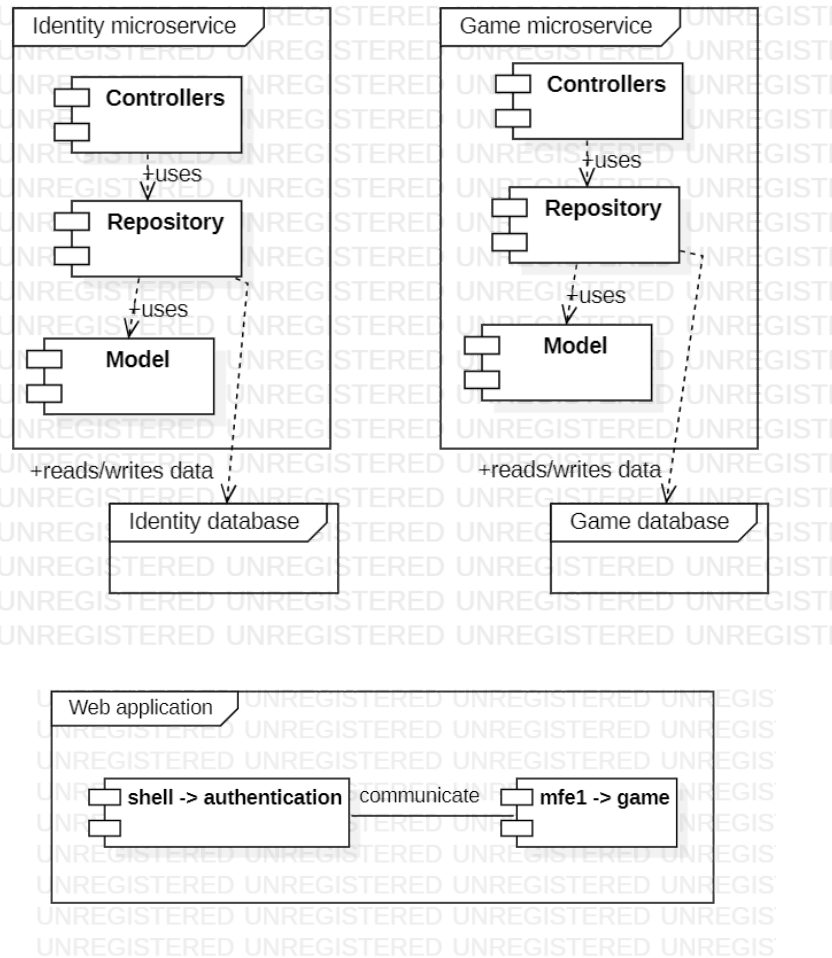 Identity microservice
Game microservice
Controllers
Controllers
+uses
+uses
Repository
Repository
+uses
+uses
Model
Model
+reads/writes data
+reads/writes data
Identity database
Game database
Web application
shell -> authentication
communicate
mfe1 -> game
UNREGISTERED